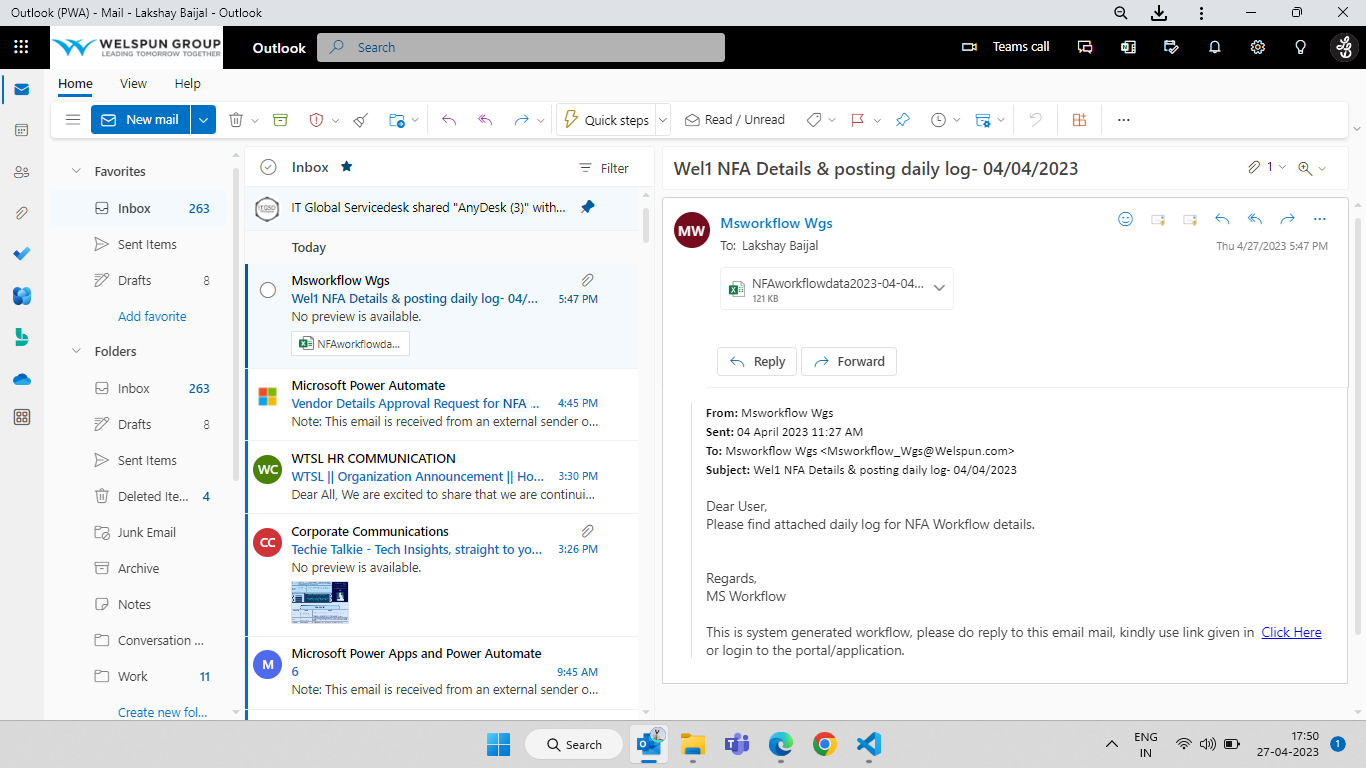 Outlook (PWA) - Mail - Lakshay Baijal - Outlook
WELSPUN GROUP
LEADING TOMORROW TOGETHER
Outlook
Search
Teams call
Home View Help
New mail
Quick steps
Read / Unread
Favorites
Inbox 263
Sent Items
Drafts 8
Add favorite
Folders
Inbox 263
Drafts 8
Sent Items
Deleted Ite... 4
Junk Email
Archive
Notes
Conversation ...
Work 11
Create new fol...
Inbox
Filter
IT Global Servicedesk shared "AnyDesk (3)" with...
Today
Msworkflow Wgs
Wel1 NFA Details & posting daily log- 04/... 5:47 PM
No preview is available.
NFAworkflowda...
Microsoft Power Automate
Vendor Details Approval Request for NFA ... 4:45 PM
Note: This email is received from an external sender o...
WC
WTSL HR COMMUNICATION
WTSL || Organization Announcement || Ho... 3:30 PM
Dear All, We are excited to share that we are continui...
CC
Corporate Communications
Techie Talkie - Tech Insights, straight to yo... 3:26 PM
No preview is available.
M
Microsoft Power Apps and Power Automate
6 9:45 AM
Note: This email is received from an external sender o...
Wel1 NFA Details & posting daily log- 04/04/2023
1
MW
Msworkflow Wgs
To: Lakshay Baijal
Thu 4/27/2023 5:47 PM
NFAworkflowdata2023-04-04...
121 KB
Reply
Forward
From: Msworkflow Wgs
Sent: 04 April 2023 11:27 AM
To: Msworkflow Wgs <Msworkflow_Wgs@Welspun.com>
Subject: Wel1 NFA Details & posting daily log- 04/04/2023
Dear User,
Please find attached daily log for NFA Workflow details.
Regards,
MS Workflow
This is system generated workflow, please do reply to this email mail, kindly use link given in Click Here
or login to the portal/application.
Search
ENG
IN
17:50
27-04-2023
1